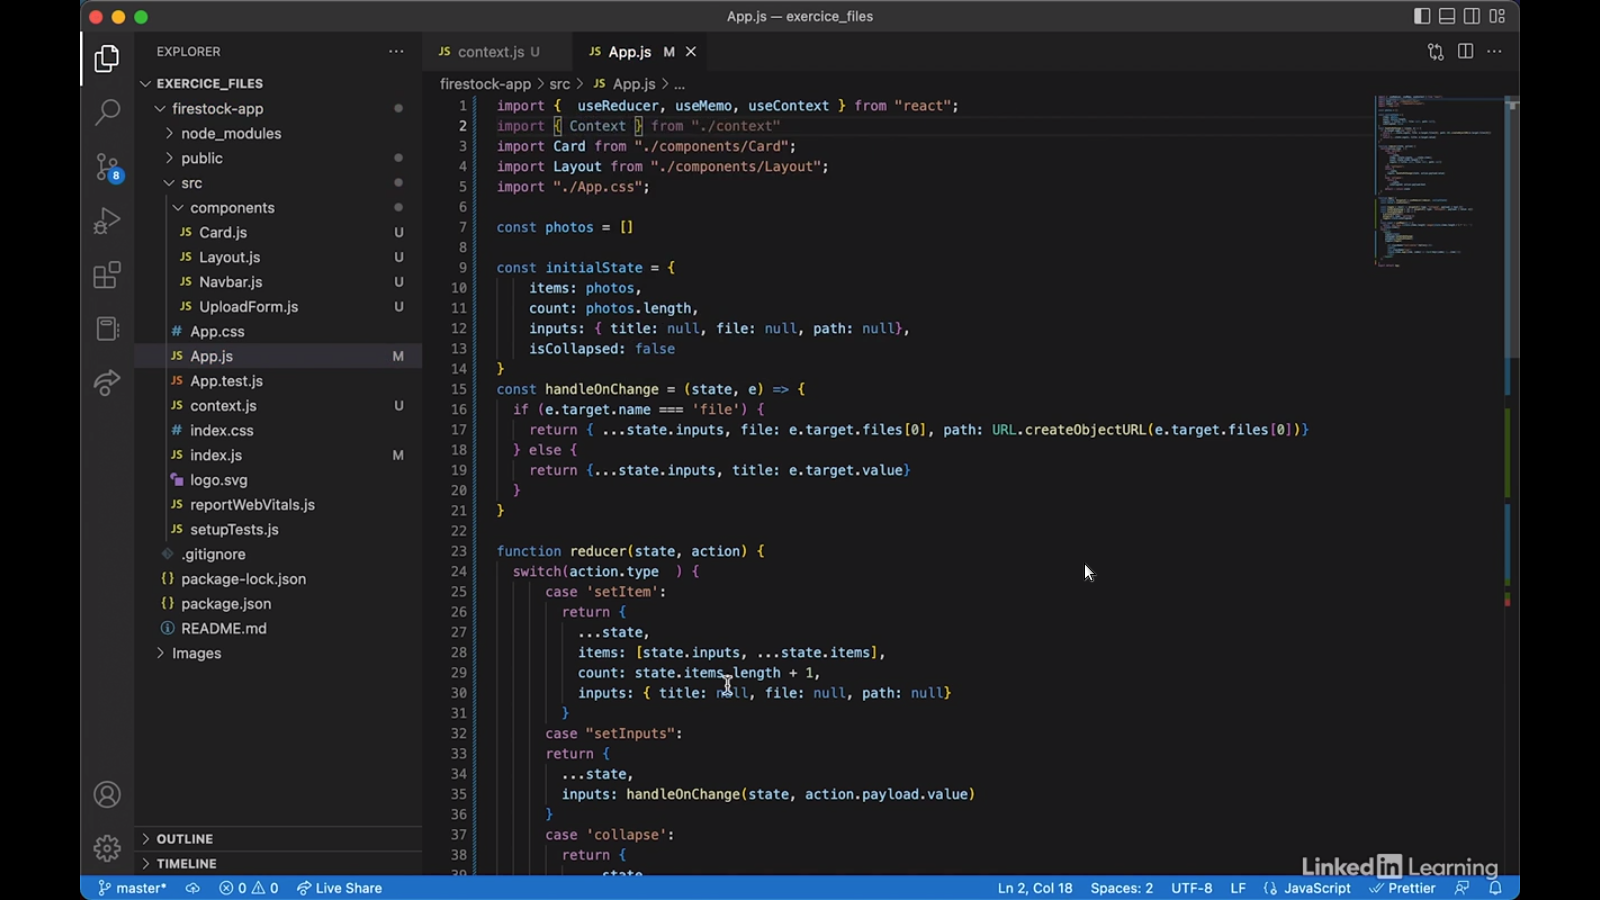 App.js — exercice_files
EXPLORER
EXERCICE_FILES
firestock-app
node_modules
public
src
components
JS Card.js U
JS Layout.js U
JS Navbar.js U
JS UploadForm.js U
# App.css
JS App.js M
JS App.test.js
JS context.js U
# index.css
JS index.js M
logo.svg
JS reportWebVitals.js
JS setupTests.js
.gitignore
{} package-lock.json
{} package.json
README.md
Images
OUTLINE
TIMELINE
8
JS context.js U
JS App.js M
firestock-app > src > JS App.js > ...
1 import {  useReducer, useMemo, useContext } from "react";
2 import { Context } from "./context"
3 import Card from "./components/Card";
4 import Layout from "./components/Layout";
5 import "./App.css";
6
7 const photos = []
8
9 const initialState = {
10 items: photos,
11 count: photos.length,
12 inputs: { title: null, file: null, path: null},
13 isCollapsed: false
14 }
15 const handleOnChange = (state, e) => {
16 if (e.target.name === 'file') {
17 return { ...state.inputs, file: e.target.files[0], path: URL.createObjectURL(e.target.files[0])}
18 } else {
19 return {...state.inputs, title: e.target.value}
20 }
21 }
22
23 function reducer(state, action) {
24 switch(action.type  ) {
25 case 'setItem':
26 return {
27 ...state,
28 items: [state.inputs, ...state.items],
29 count: state.items.length + 1,
30 inputs: { title: null, file: null, path: null}
31 }
32 case "setInputs":
33 return {
34 ...state,
35 inputs: handleOnChange(state, action.payload.value)
36 }
37 case 'collapse':
38 return {
39 ...state,
LinkedIn Learning
master* 0 0 Live Share Ln 2, Col 18 Spaces: 2 UTF-8 LF JavaScript Prettier